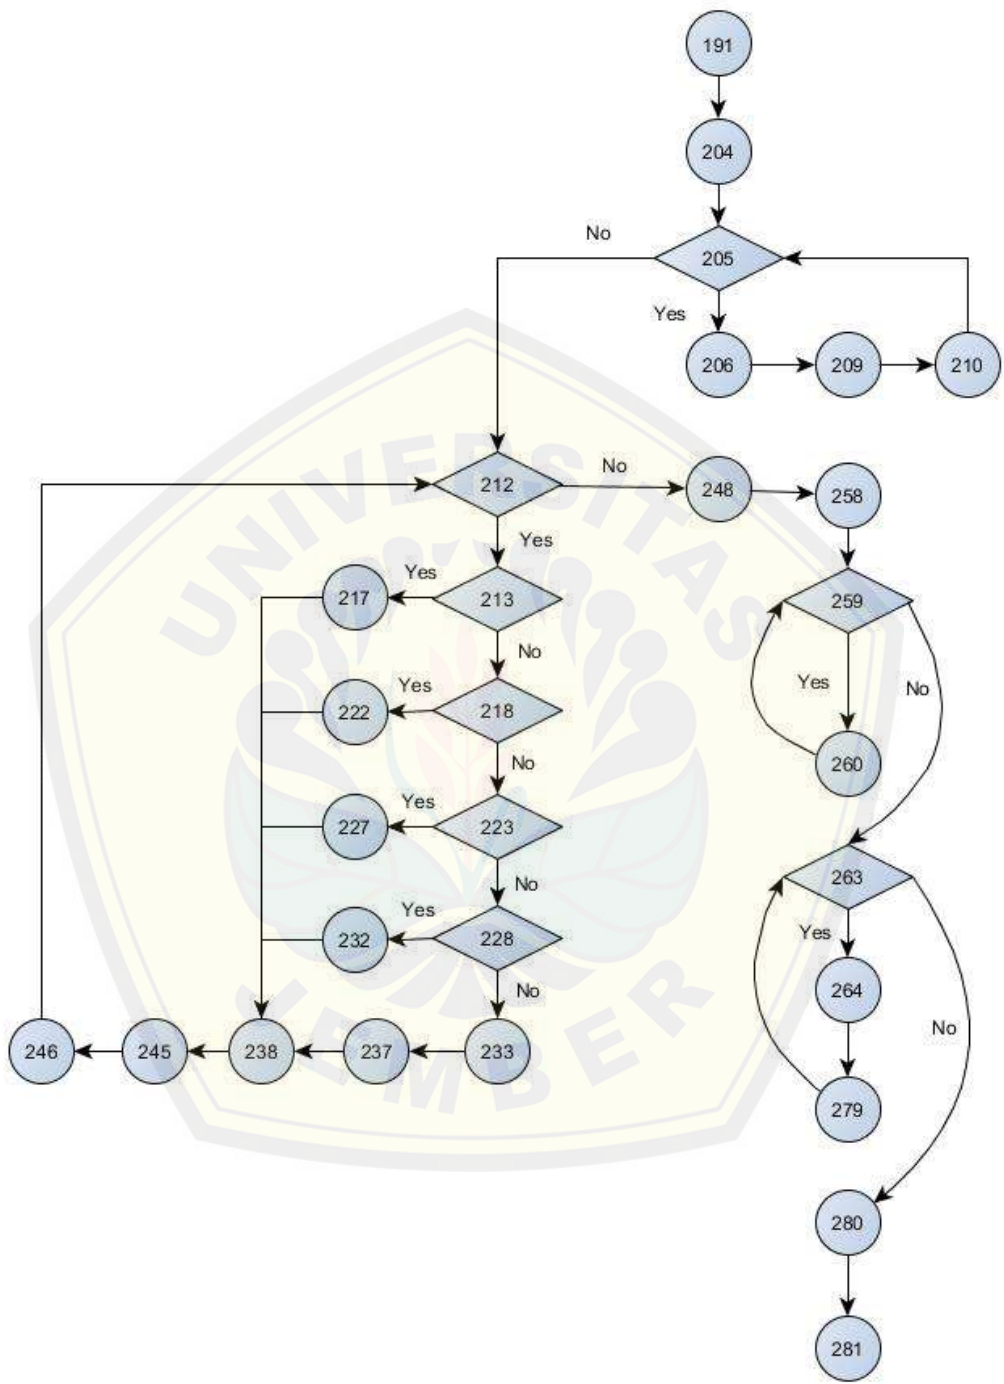 191
204
No
205
Yes
206
209
210
No
212
248
258
Yes
Yes
217
213
259
No
Yes
222
218
Yes
No
No
260
Yes
227
223
No
263
Yes
232
228
Yes
No
264
No
246
245
238
237
233
279
280
281
UNIVERSITAS
JEMBER